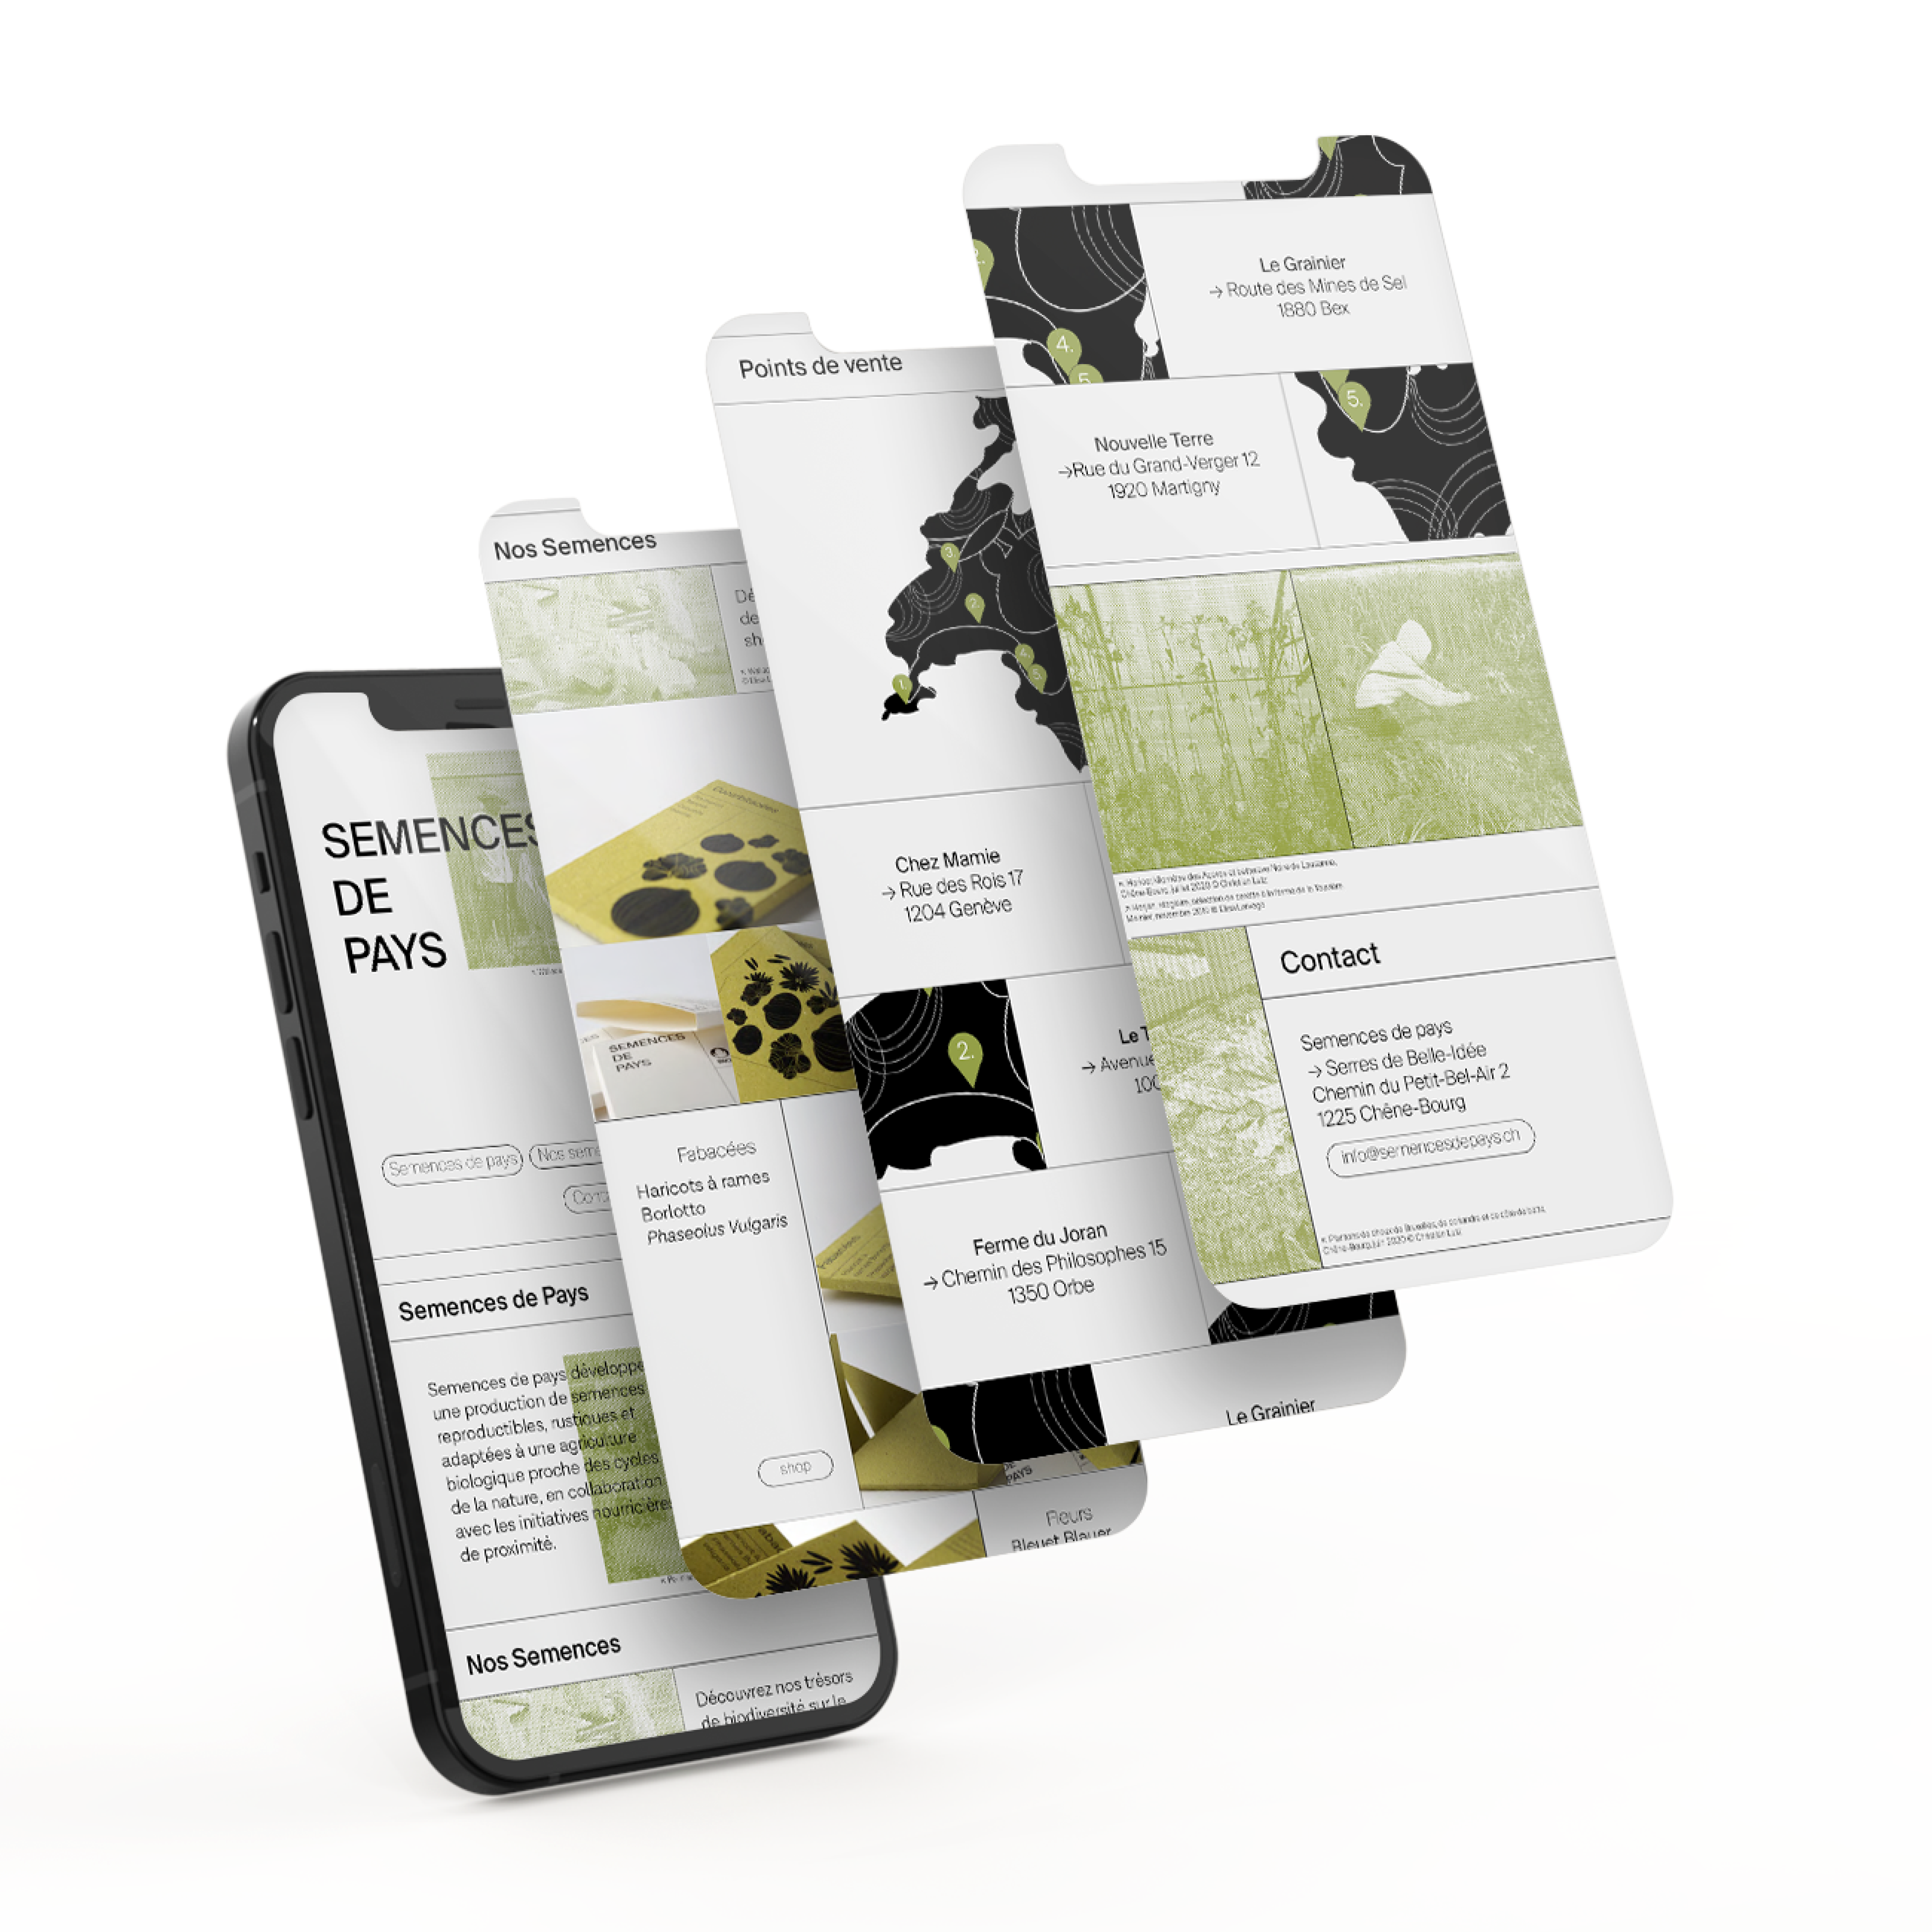 SEMENCES
DE
PAYS
Semences de pays
Nos
Semences de Pays
Semences de pays développe
une production de semences
reproductibles, rustiques et
adaptées à une agriculture
biologique proche des cycles
de la nature, en collaboration
avec les initiatives nourricières
de proximité.
Nos Semences
Découvrez nos trésors
de biodiversité sur le
Nos Semences
Cucurbitacées
SEMENCES
DE
PAYS
Fabacées
Haricots à rames
Borlotto
Phaseolus Vulgaris
shop
DE
PAYS
Fleurs
Bleuet Blauer
Points de vente
3.
2.
4.
5.
1.
Chez Mamie
→ Rue des Rois 17
1204 Genève
2.
Le
→ Avenue
Ferme du Joran
→ Chemin des Philosophes 15
1350 Orbe
Le Grainier
Le Grainier
→ Route des Mines de Sel
1880 Bex
2.
4.
5.
Nouvelle Terre
→Rue du Grand-Verger 12
1920 Martigny
5.
Contact
Semences de pays
→ Serres de Belle-Idée
Chemin du Petit-Bel-Air 2
1225 Chêne-Bourg
info@semencesdepays.ch